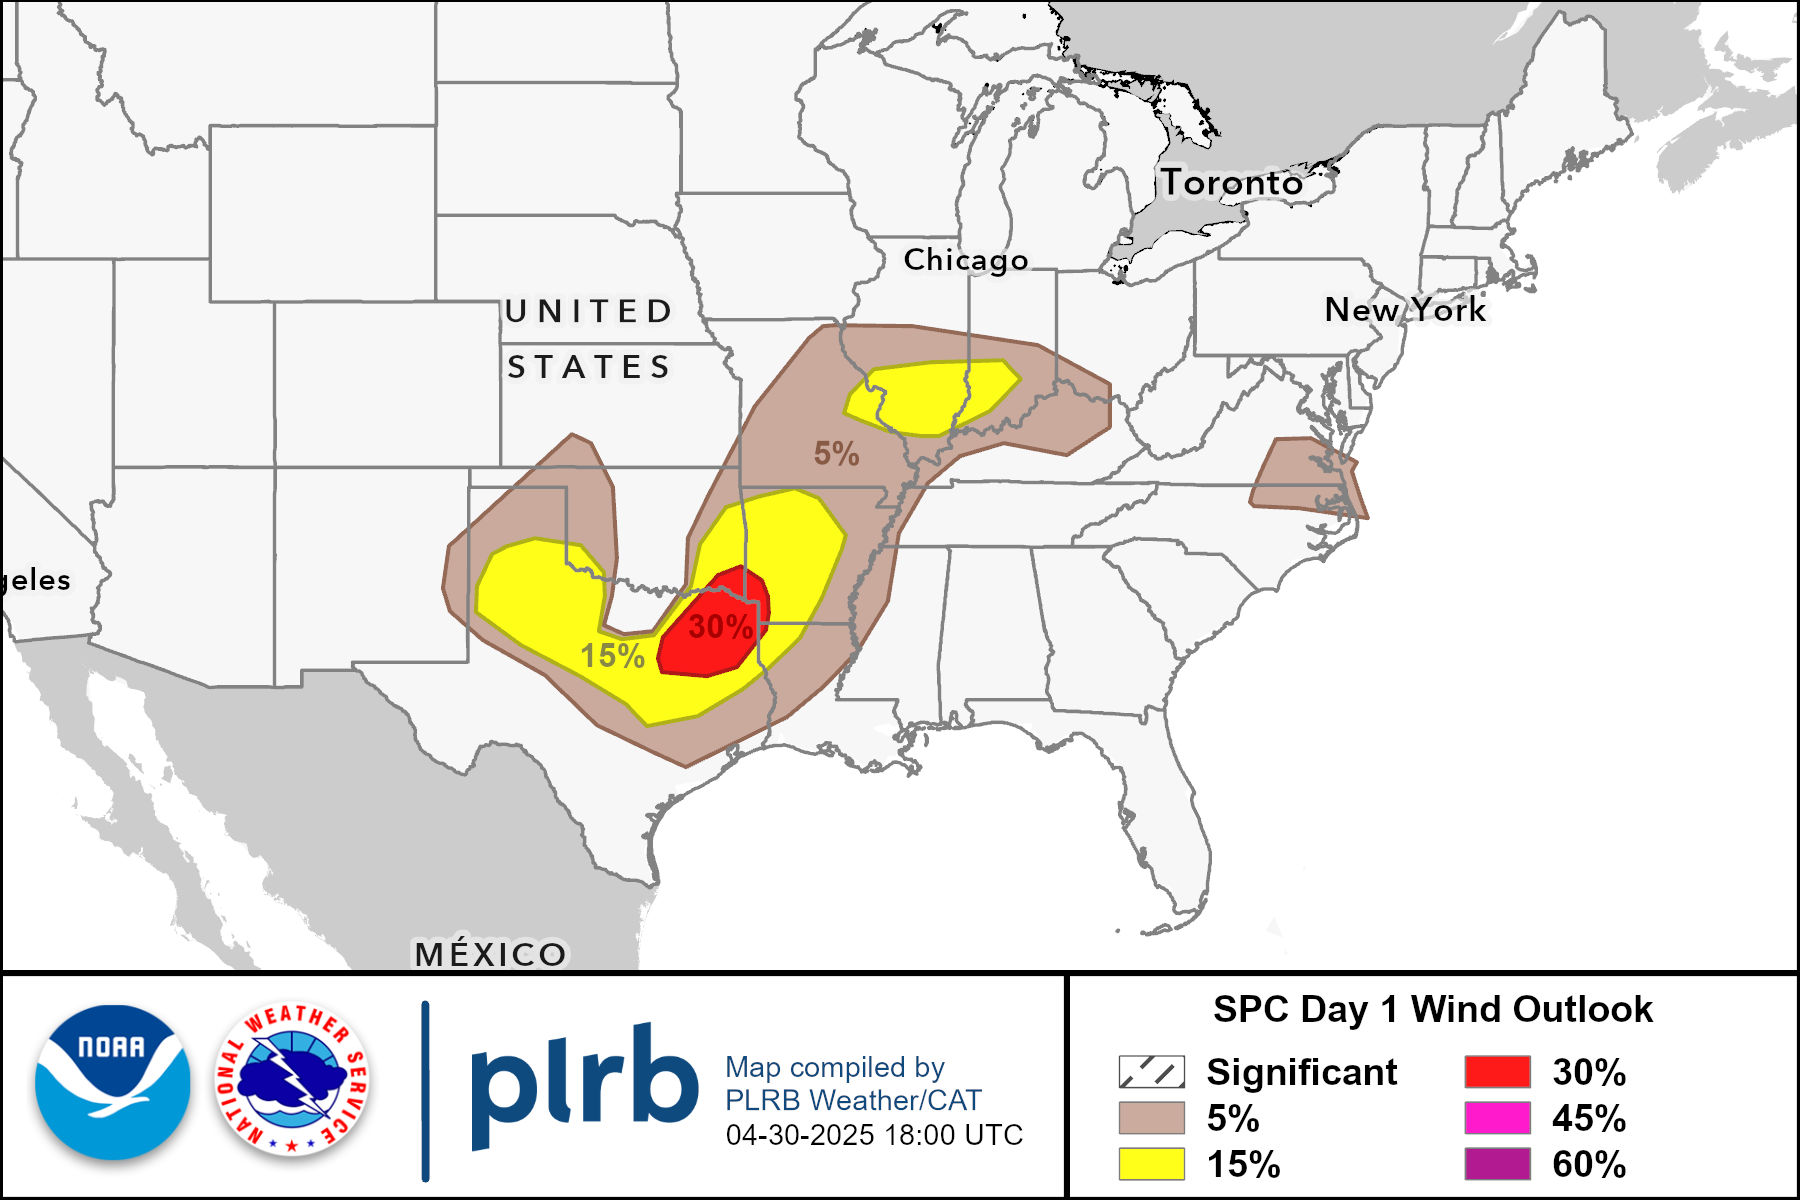 Toronto
Chicago
New York
UNITED
STATES
5%
geles
30%
15%
MÉXICO
NOAA
NATIONAL WEATHER SERVICE
plrb
Map compiled by
PLRB Weather/CAT
04-30-2025 18:00 UTC
SPC Day 1 Wind Outlook
Significant
5%
15%
30%
45%
60%